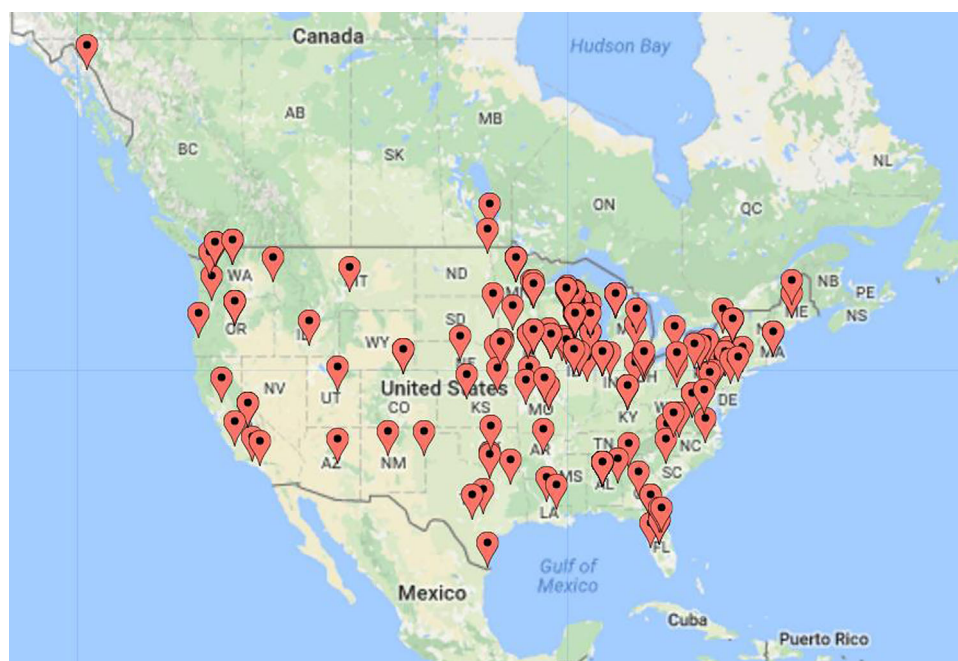 Canada
Hudson Bay
AB
MB
BC
SK
NL
ON
QC
WA
ND
NB
PE
ME
NS
OR
SD
WY
MA
United States
NV
UT
CO
KS
MO
KY
DE
AZ
NM
AR
TN
NC
MS
AL
SC
LA
FL
Gulf of
Mexico
Mexico
Cuba
Puerto Rico